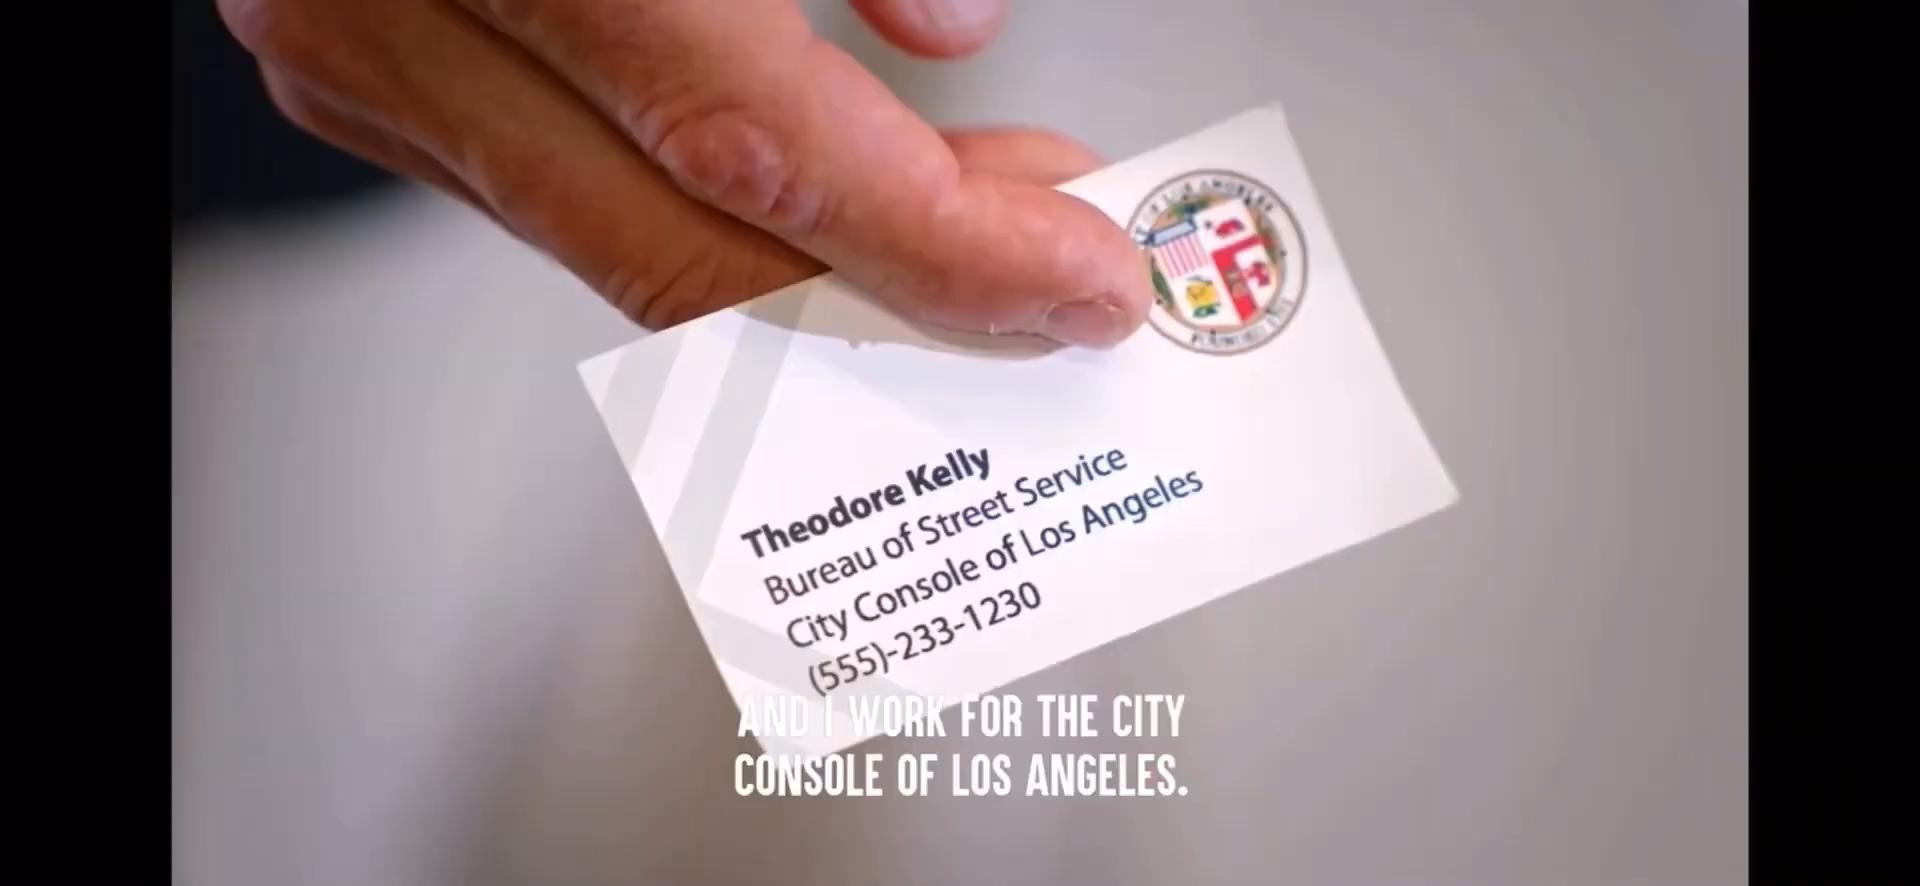 Theodore Kelly
Bureau of Street Service
City Console of Los Angeles
(555)-233-1230
AND I WORK FOR THE CITY
CONSOLE OF LOS ANGELES.